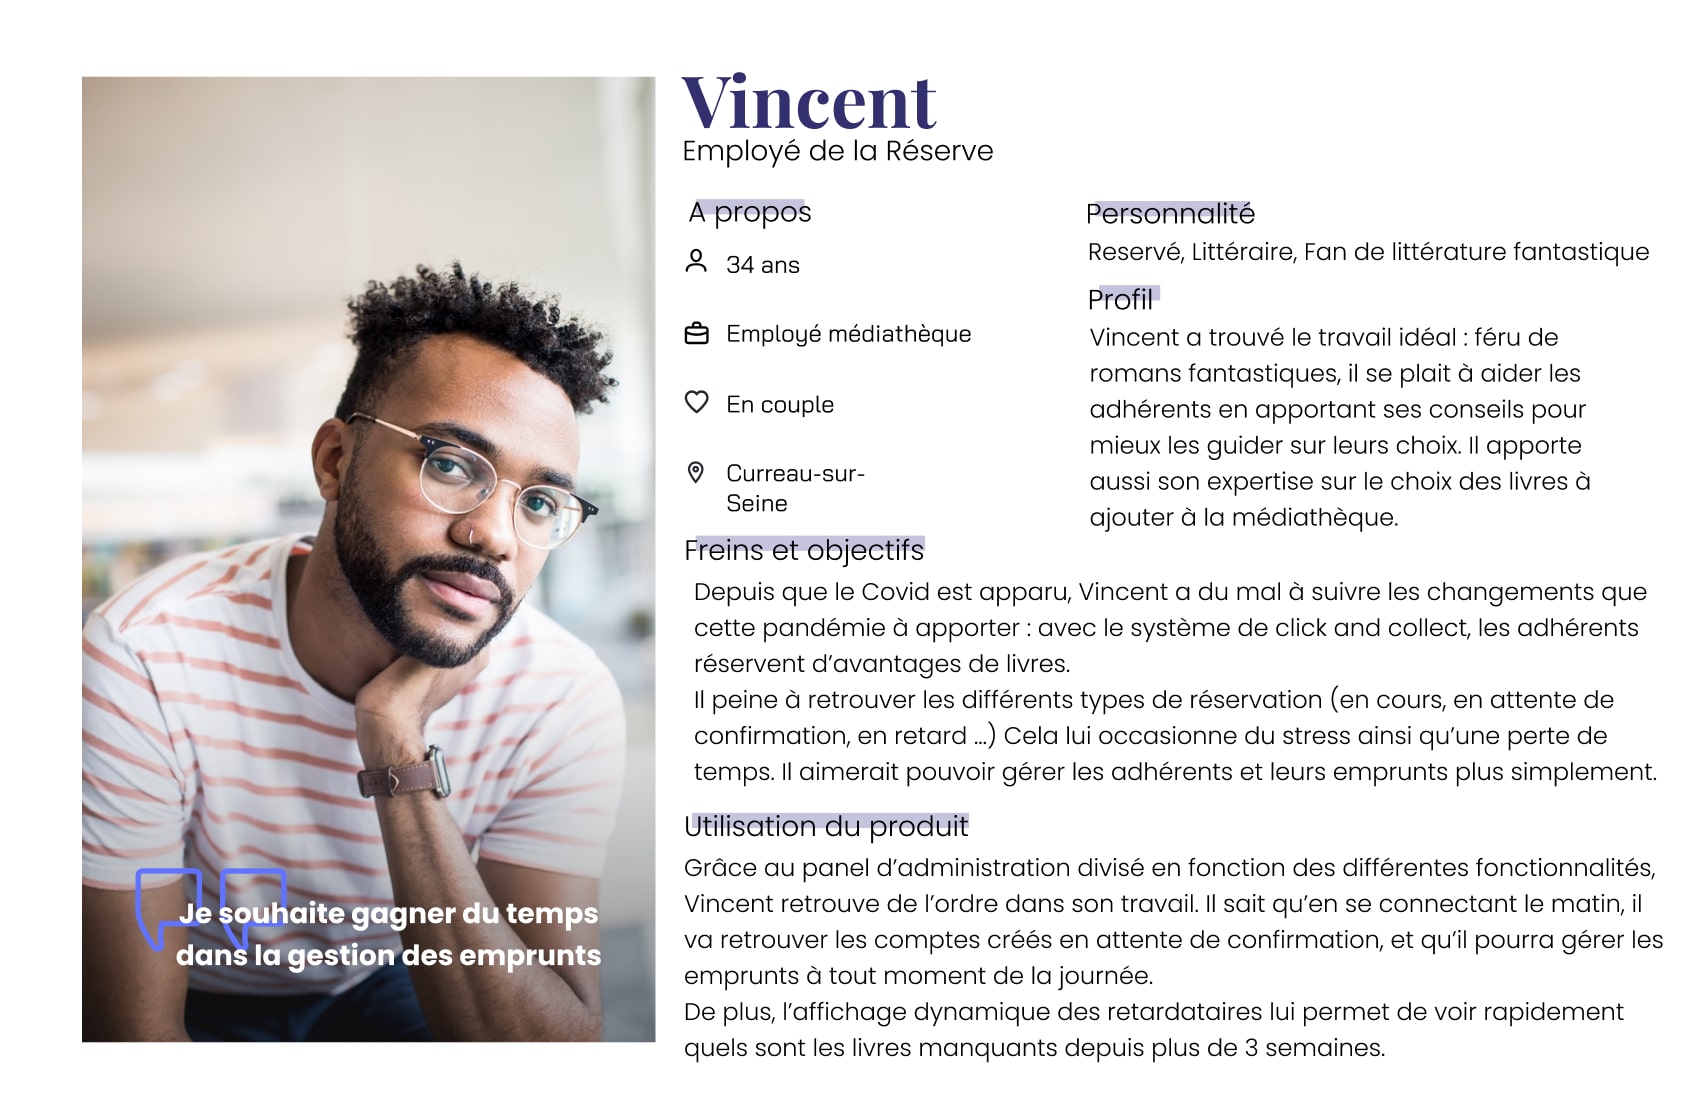 Vincent
Employé de la Réserve
A propos
34 ans
Employé médiathèque
En couple
Curreau-sur-
Seine
Personnalité
Reservé, Littéraire, Fan de littérature fantastique
Profil
Vincent a trouvé le travail idéal : féru de
romans fantastiques, il se plait à aider les
adhérents en apportant ses conseils pour
mieux les guider sur leurs choix. Il apporte
aussi son expertise sur le choix des livres à
ajouter à la médiathèque.
Freins et objectifs
Depuis que le Covid est apparu, Vincent a du mal à suivre les changements que
cette pandémie à apporter : avec le système de click and collect, les adhérents
réservent d’avantages de livres.
Il peine à retrouver les différents types de réservation (en cours, en attente de
confirmation, en retard ...) Cela lui occasionne du stress ainsi qu’une perte de
temps. Il aimerait pouvoir gérer les adhérents et leurs emprunts plus simplement.
Utilisation du produit
Grâce au panel d’administration divisé en fonction des différentes fonctionnalités,
Vincent retrouve de l’ordre dans son travail. Il sait qu’en se connectant le matin, il
va retrouver les comptes créés en attente de confirmation, et qu’il pourra gérer les
emprunts à tout moment de la journée.
De plus, l’affichage dynamique des retardataires lui permet de voir rapidement
quels sont les livres manquants depuis plus de 3 semaines.
Je souhaite gagner du temps
dans la gestion des emprunts